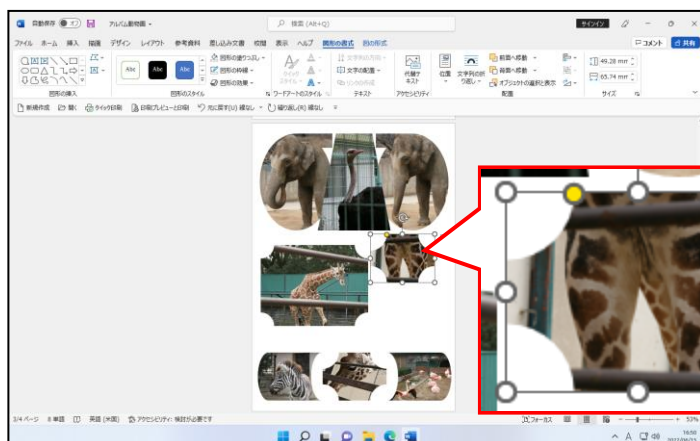 自動保存 オフ アルバム動物園 検索 (Alt+Q) サインイン
ファイル ホーム 挿入 描画 デザイン レイアウト 参考資料 差し込み文書 校閲 表示 ヘルプ 図形の書式 図の形式 コメント 共有
Abc Abc Abc
図形の塗りつぶし
図形の枠線
図形の効果
クイック スタイル
文字列の方向
文字の配置
リンクの作成
代替テキスト
位置
文字列の折り返し
前面へ移動
背面へ移動
オブジェクトの選択と表示
49.28 mm
65.74 mm
図形の挿入 図形のスタイル ワードアートのスタイル テキスト アクセシビリティ 配置 サイズ
新規作成 開く クイック印刷 印刷プレビューと印刷 元に戻す(U) 繰なし 繰り返し(R) 繰なし
3/4 ページ 8 単語 英語 (米国) アクセシビリティ: 検討が必要です フォーカス 53%
A 16:50